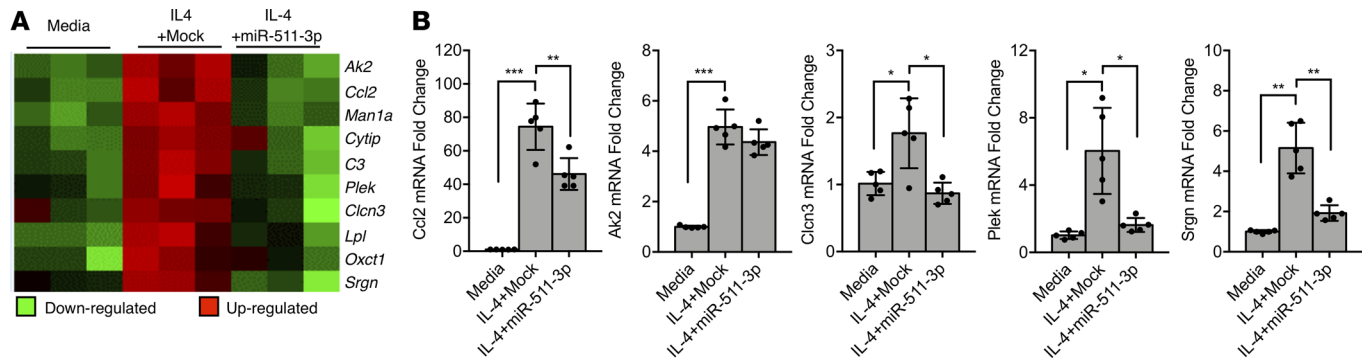 A
Media
IL4
+Mock
IL-4
+miR-511-3p
Ak2
Ccl2
Man1a
Cytip
C3
Plek
Clcn3
Lpl
Oxct1
Srgn
Down-regulated
Up-regulated
B
Ccl2 mRNA Fold Change
120
100
80
60
40
20
0
***
**
Media
IL-4+Mock
IL-4+miR-511-3p
Ak2 mRNA Fold Change
8
6
4
2
0
***
Media
IL-4+Mock
IL-4+miR-511-3p
Clcn3 mRNA Fold Change
3
2
1
0
*
*
Media
IL-4+Mock
IL-4+miR-511-3p
Plek mRNA Fold Change
12
8
4
0
*
*
Media
IL-4+Mock
IL-4+miR-511-3p
Srgn mRNA Fold Change
10
8
6
4
2
0
**
**
Media
IL-4+Mock
IL-4+miR-511-3p